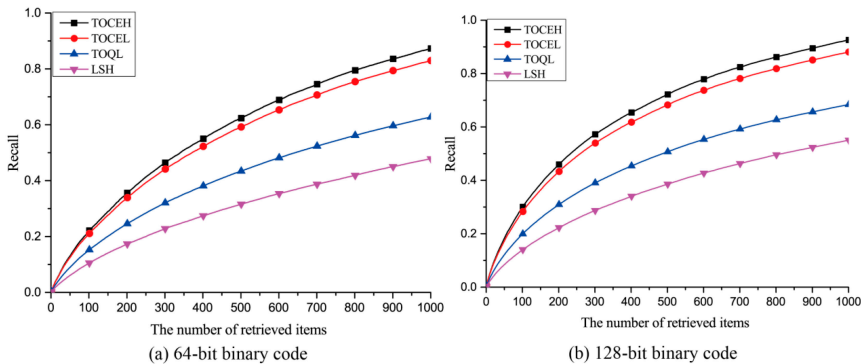 TOCEH
TOCEL
TOQL
LSH
Recall
1.0
0.8
0.6
0.4
0.2
0.0
0 100 200 300 400 500 600 700 800 900 1000
The number of retrieved items
(a) 64-bit binary code
TOCEH
TOCEL
TOQL
LSH
Recall
1.0
0.8
0.6
0.4
0.2
0.0
0 100 200 300 400 500 600 700 800 900 1000
The number of retrieved items
(b) 128-bit binary code